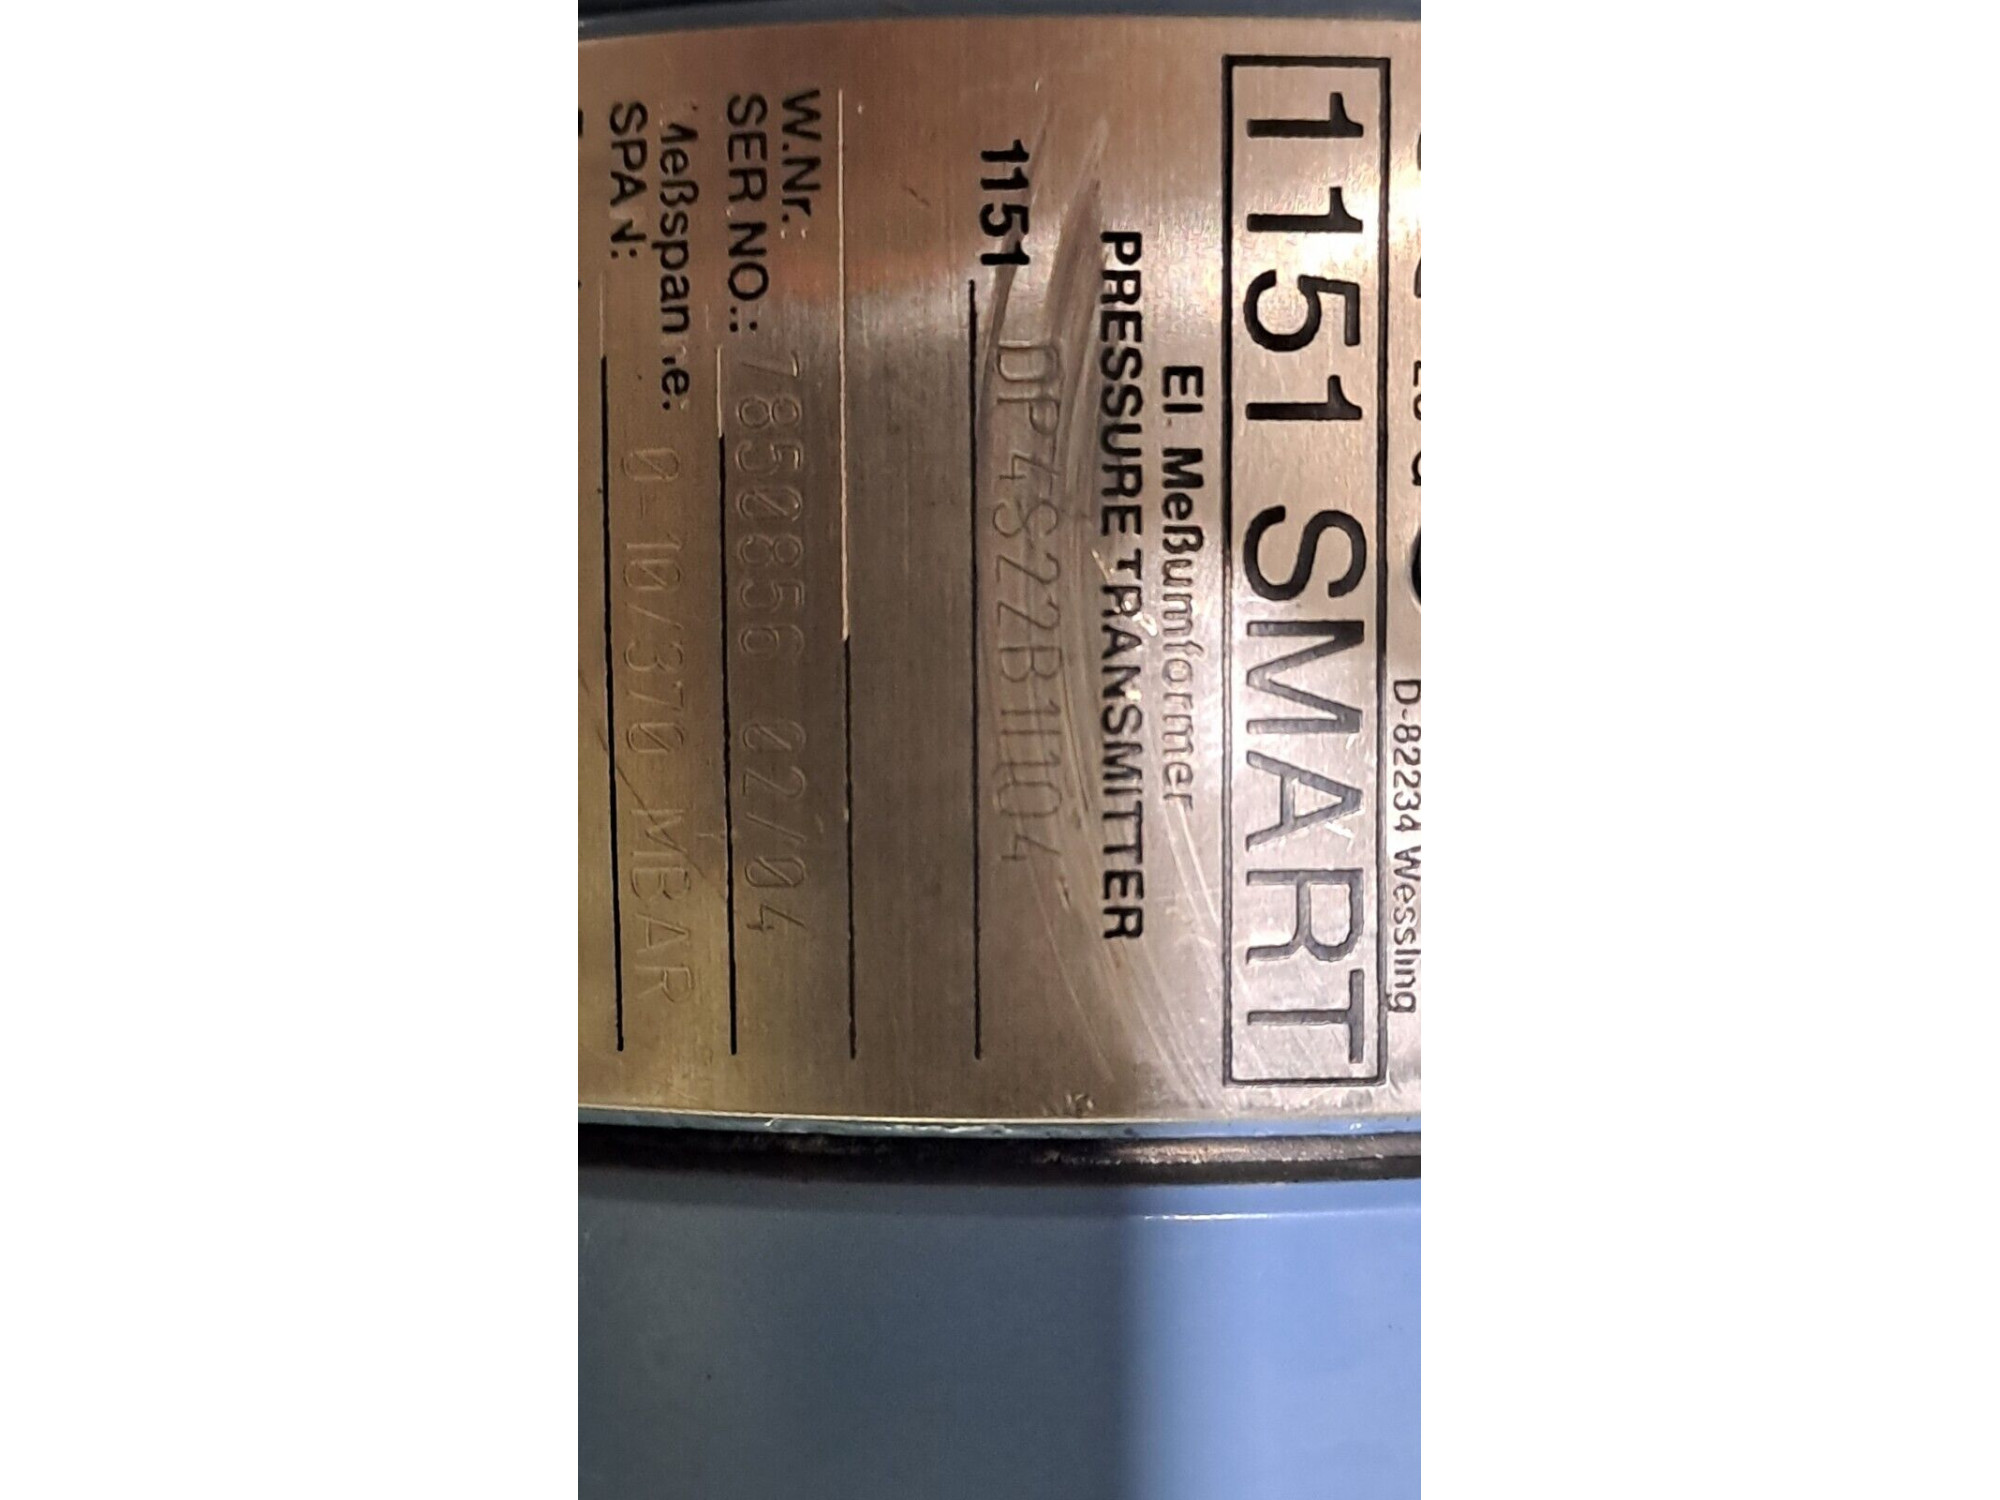 D-82234 Wessling
1151 SMART
El. Meßumformer
PRESSURE TRANSMITTER
1151 DP4S22B1I1Q4
W.Nr.:
SER NO.: 7850856 02/04
Meßspanne:
SPAN: 0-10/370 MBAR